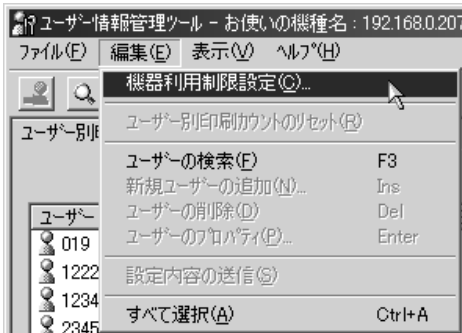 ユーザー情報管理ツール - お使いの機種名 : 192.168.0.207
ファイル(F) 編集(E) 表示(V) ヘルプ(H)
機器利用制限設定(C)...
ユーザー別印刷カウントのリセット(R)
ユーザー別
ユーザーの検索(F) F3
新規ユーザーの追加(N)... Ins
ユーザーの削除(D) Del
ユーザーのプロパティ(P)... Enter
設定内容の送信(S)
すべて選択(A) Ctrl+A
ユーザー
019
1222
1234
2345